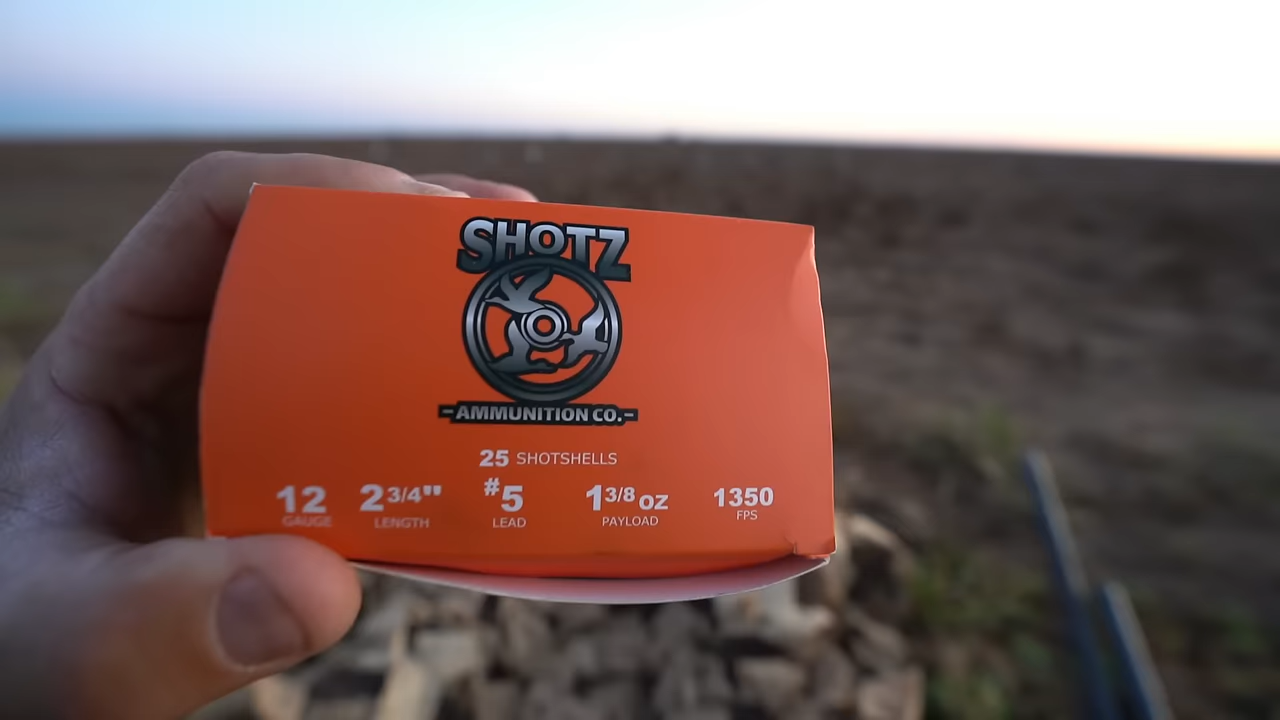 SHOTZ
-AMMUNITION CO.-
25 SHOTSHELLS
12 2 3/4" #5 1 3/8 oz 1350
GAUGE LENGTH LEAD PAYLOAD FPS